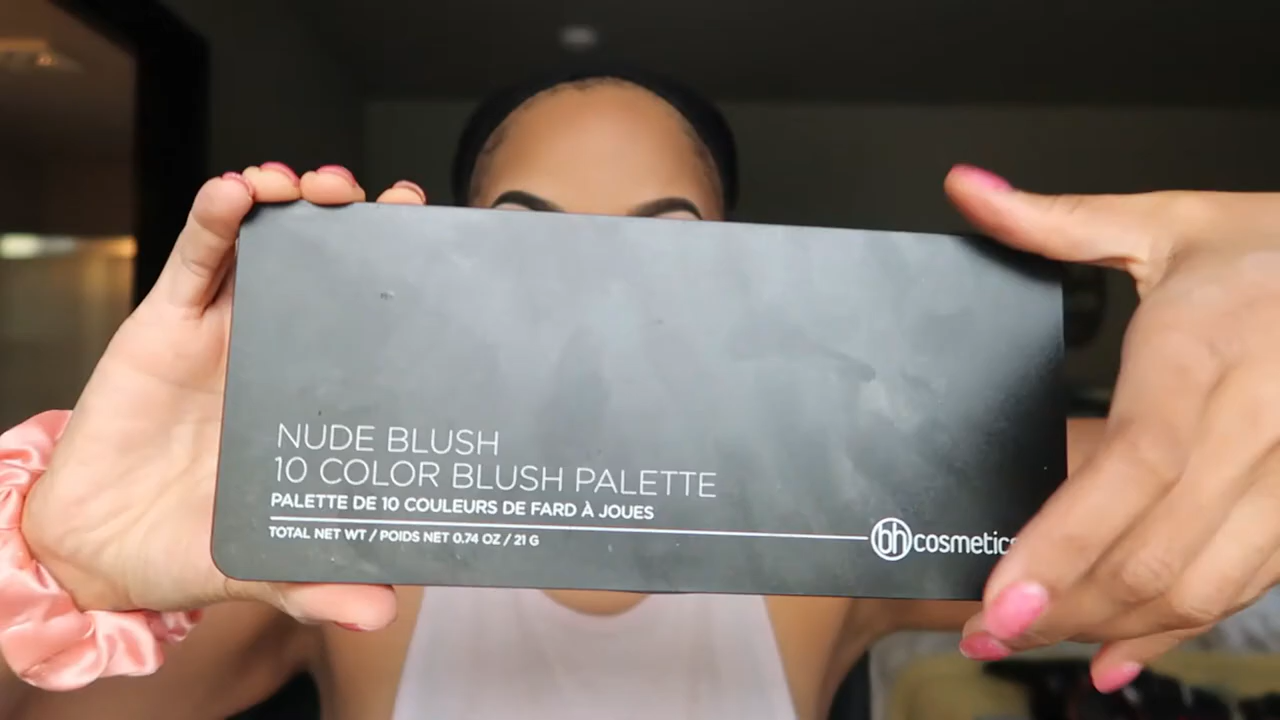 NUDE BLUSH
10 COLOR BLUSH PALETTE
PALETTE DE 10 COULEURS DE FARD À JOUES
TOTAL NET WT / POIDS NET 0.74 OZ / 21 G
bh cosmetics